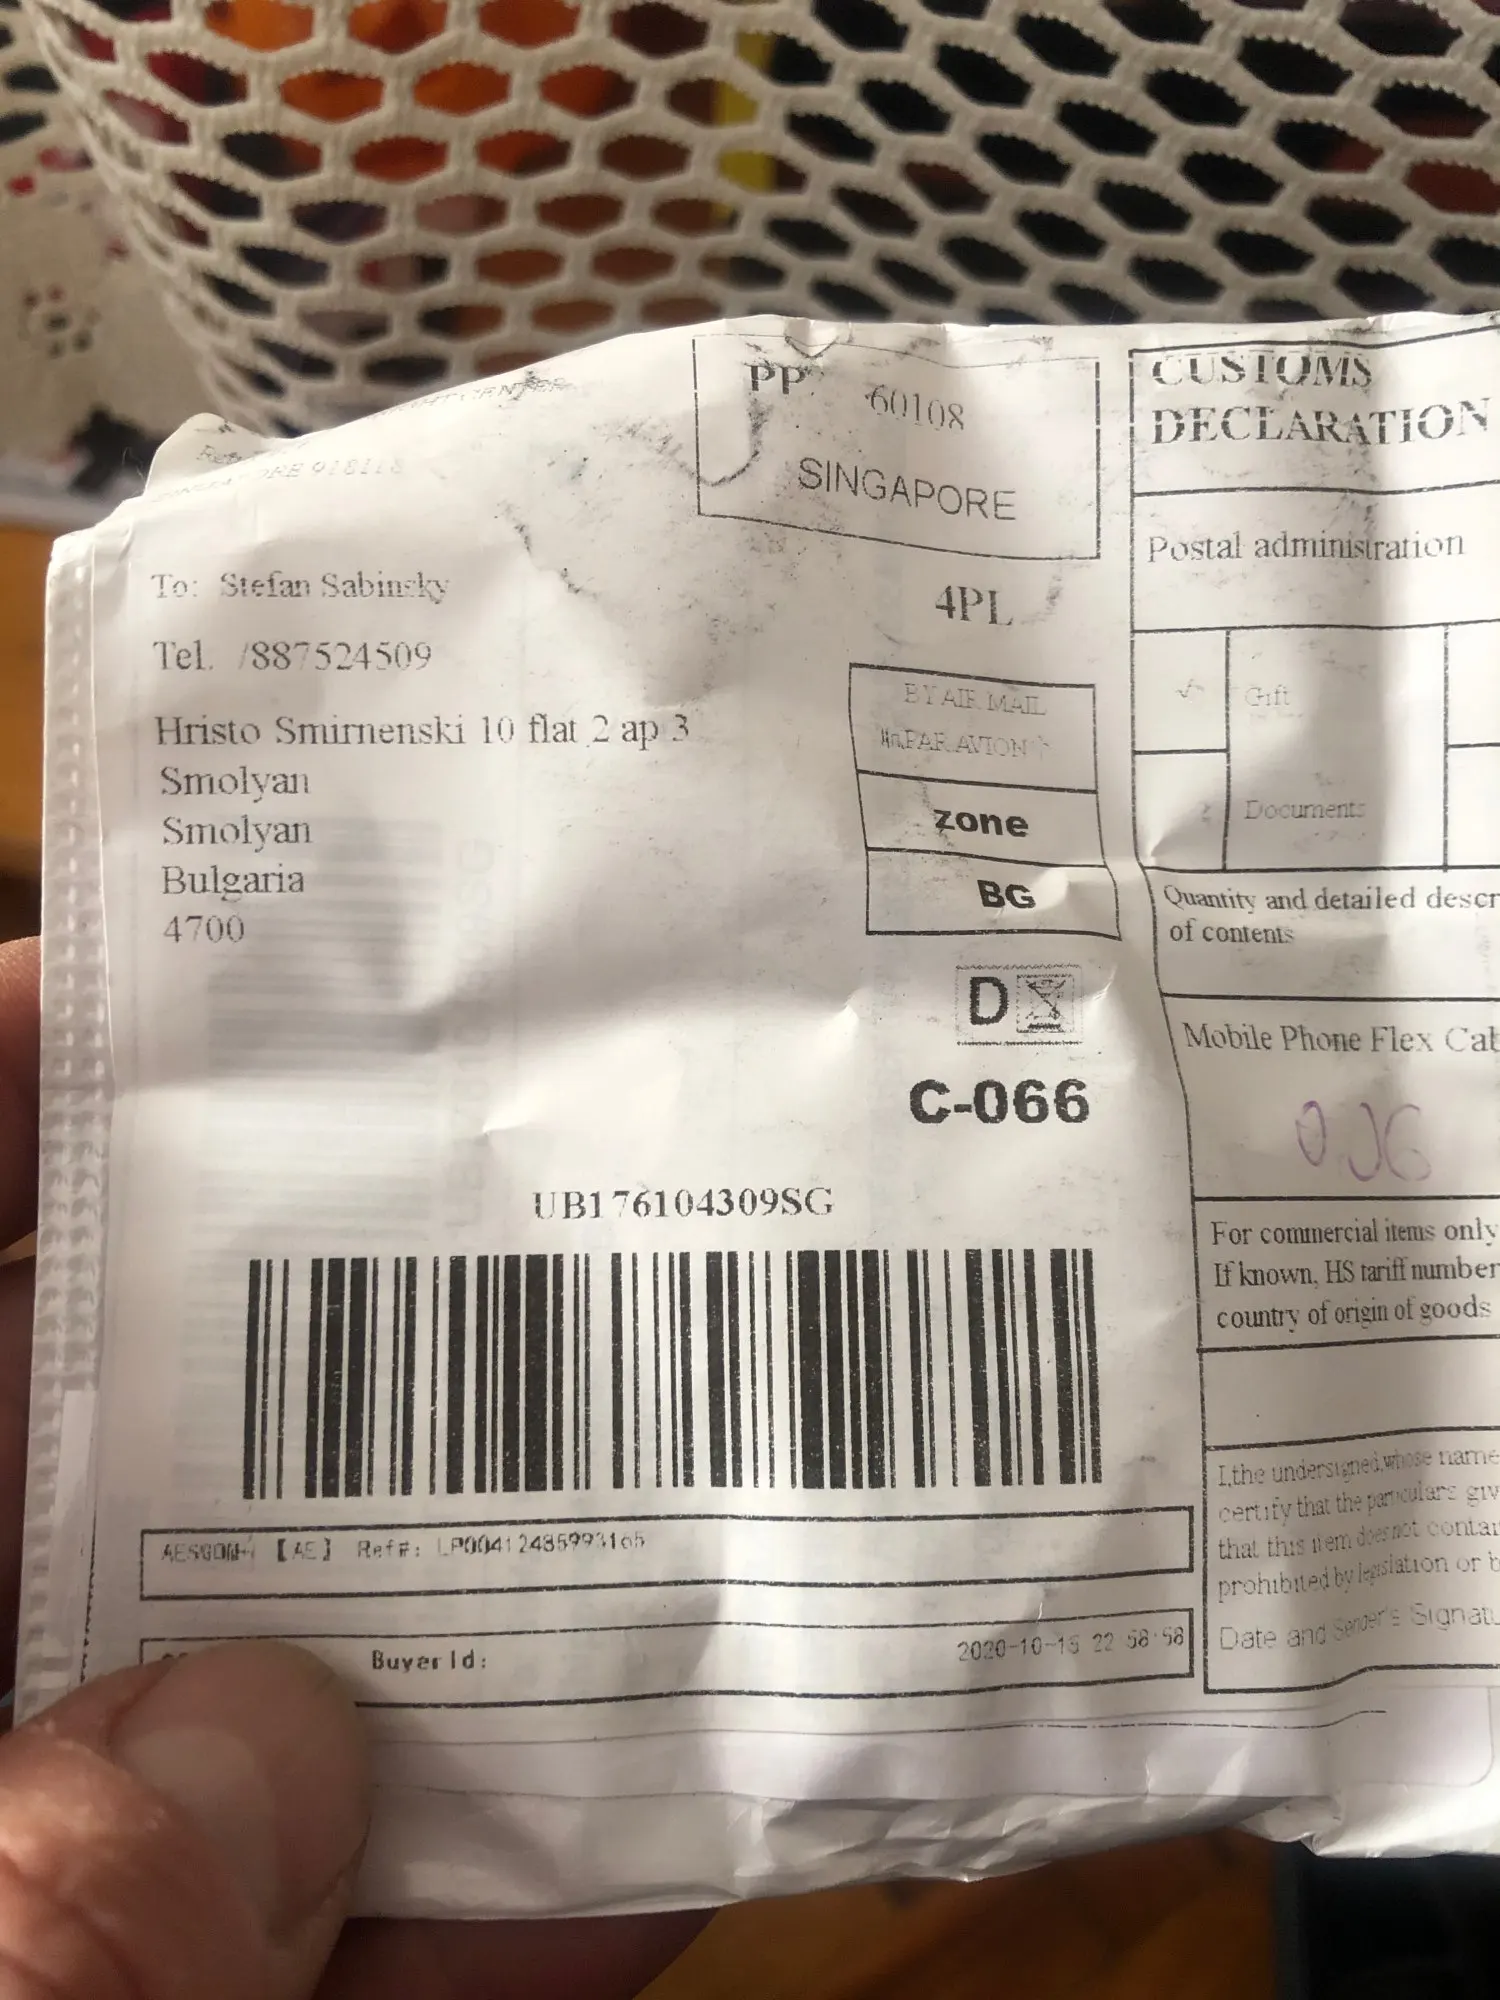 PP 60108
SINGAPORE
918118
To: Stefan Sabinsky
Tel. /887524509
Hristo Smirnenski 10 flat 2 ap 3
Smolyan
Smolyan
Bulgaria
4700
4PL
BY AIR MAIL
PAR AVION
zone
BG
D
C-066
UB176104309SG
【AE】 Ref#: LP00412485993165
Buyer Id:
2020-10-15 22:58:58
CUSTOMS
DECLARATION
Postal administration
Gift
Documents
Quantity and detailed descr
of contents
Mobile Phone Flex Cab
For commercial items only
If known, HS tariff number
country of origin of goods
I,the undersigned,whose name
certify that the particulars giv
that this item does not contai
prohibited by legislation or b
Date and Sender's Signatu